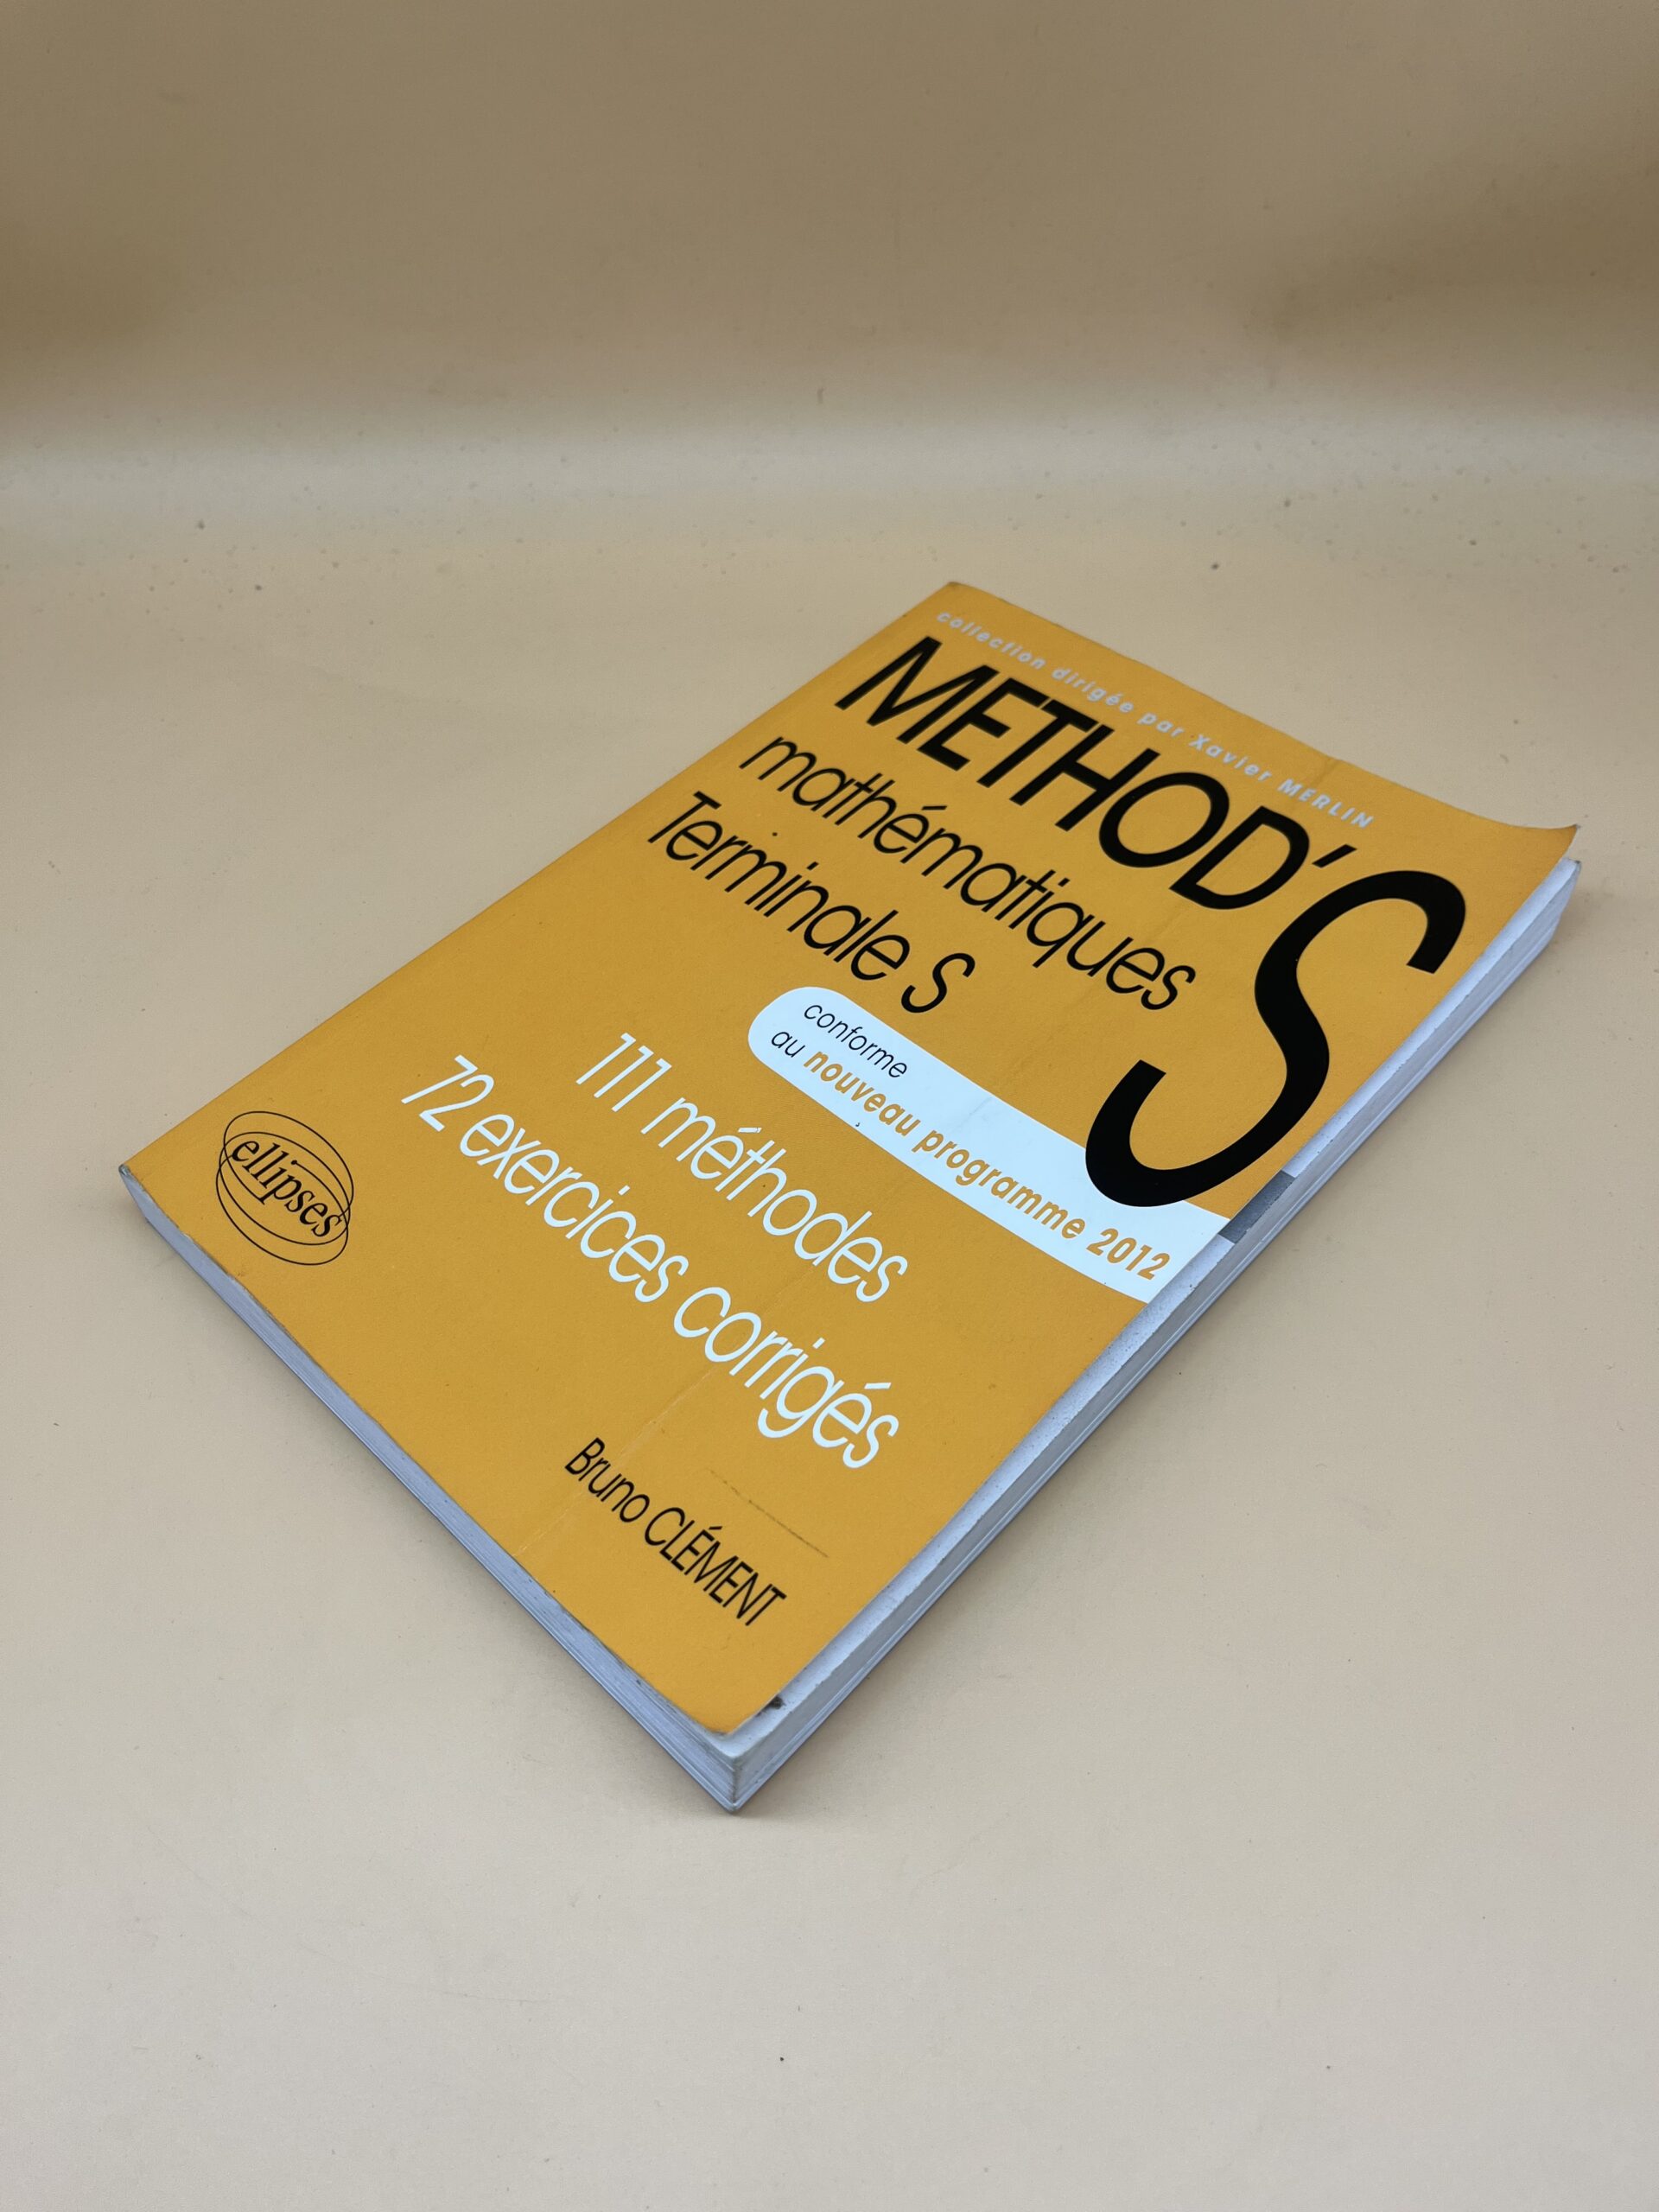 collection dirigée par Xavier MERLIN
METHOD'S
mathématiques
Terminale S
conforme
au nouveau programme 2012
111 méthodes
72 exercices corrigés
Bruno CLÉMENT
ellipses